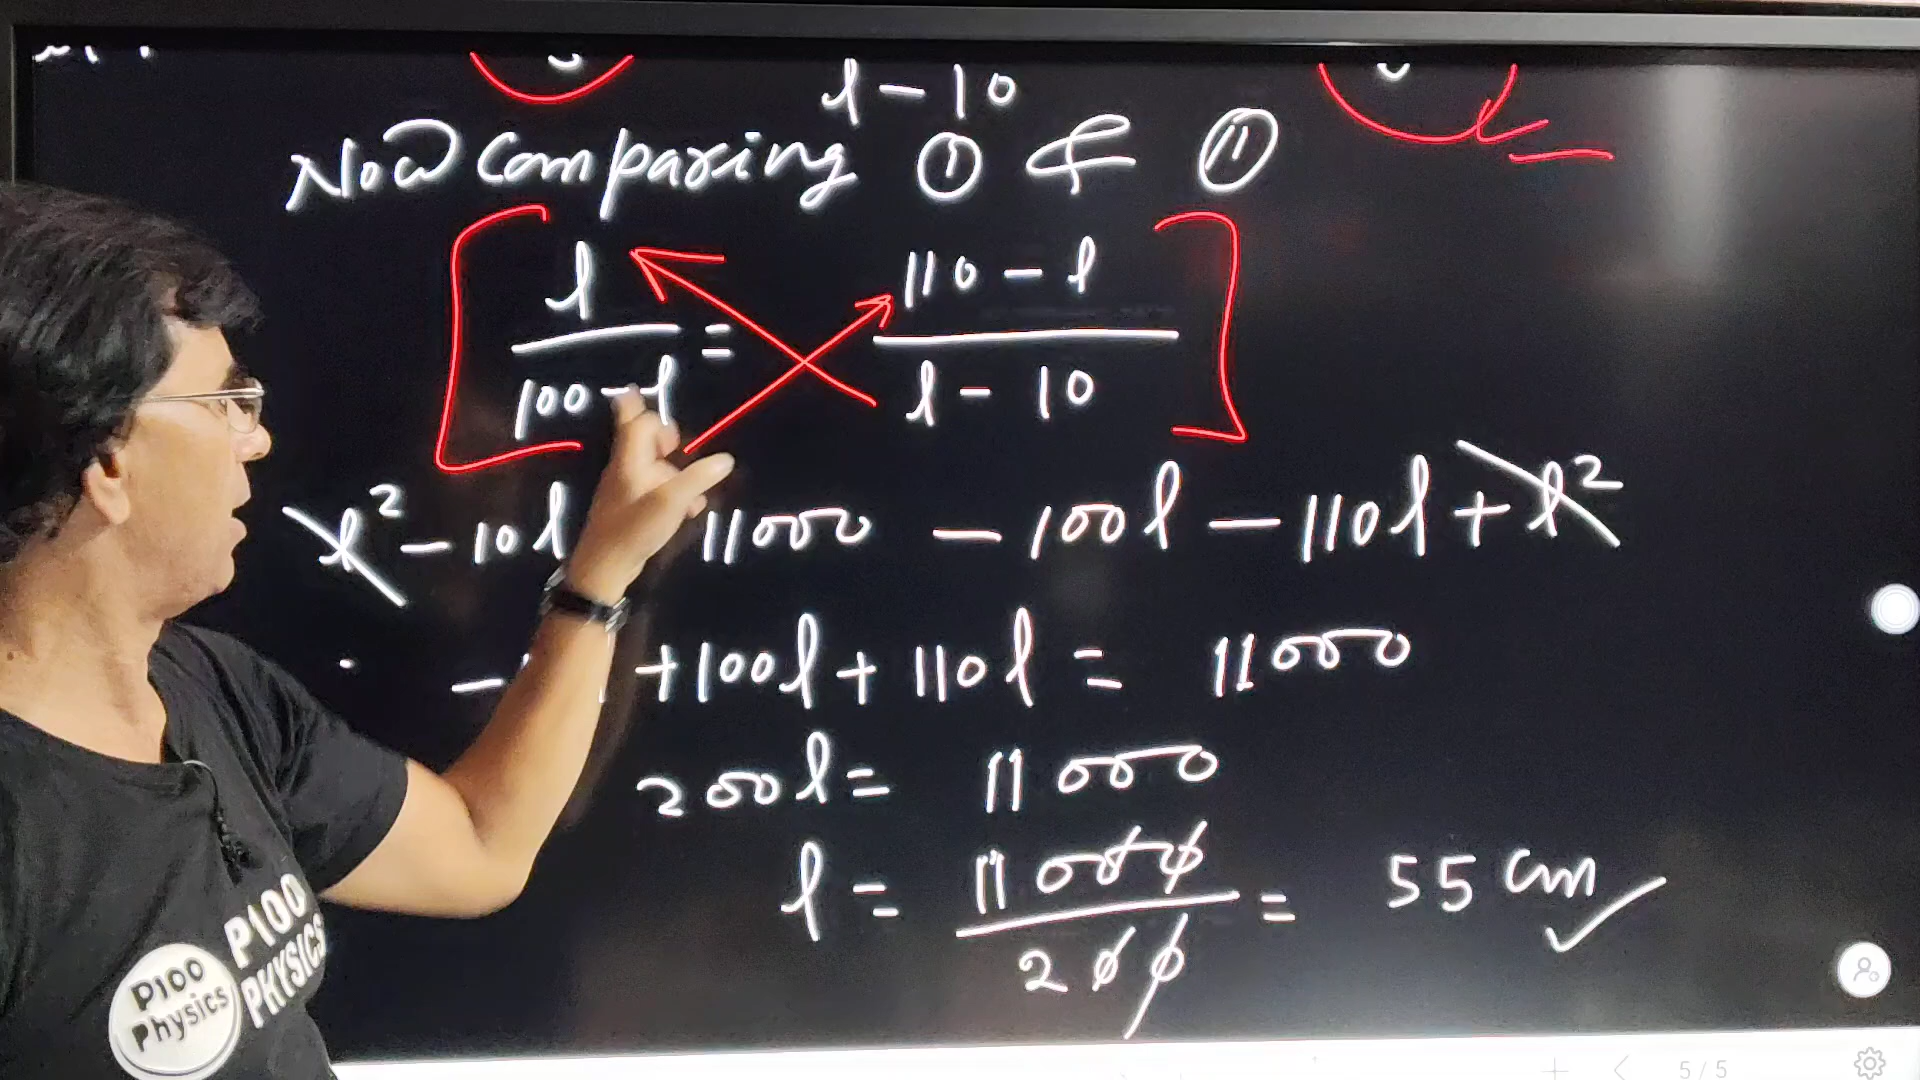 l - 10
Now Comparing ① & ⑪
l/100 - l = 110 - l/l - 10
l² - 10l 11000 - 100l - 110l + l²
- + 100l + 110l = 11000
200l = 11000
l = 11000/200 = 55 cm ✓
P100
PHYSICS
P100
Physics
5/5